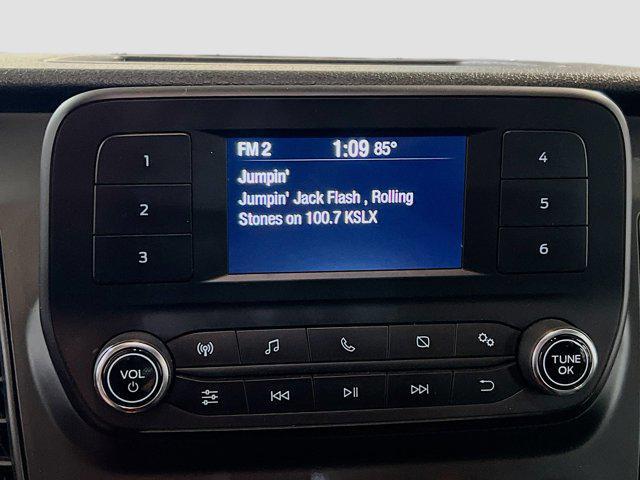 FM 2 1:09 85°
Jumpin'
Jumpin' Jack Flash , Rolling
Stones on 100.7 KSLX
1
2
3
4
5
6
VOL
TUNE
OK